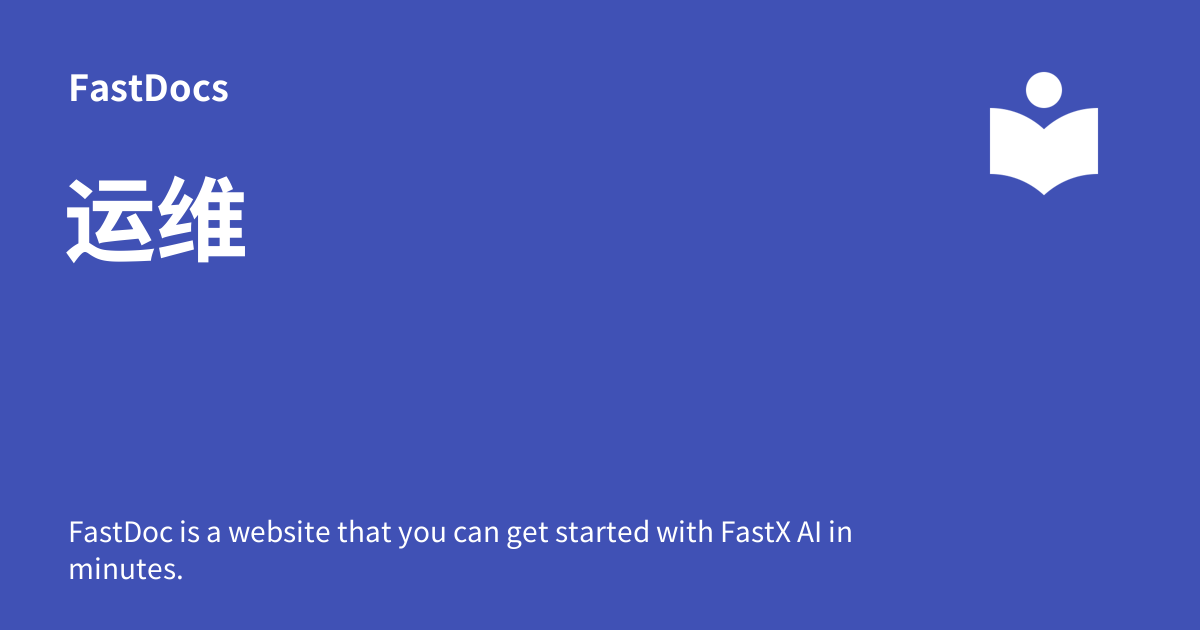 FastDocs
运维
FastDoc is a website that you can get started with FastX AI in
minutes.